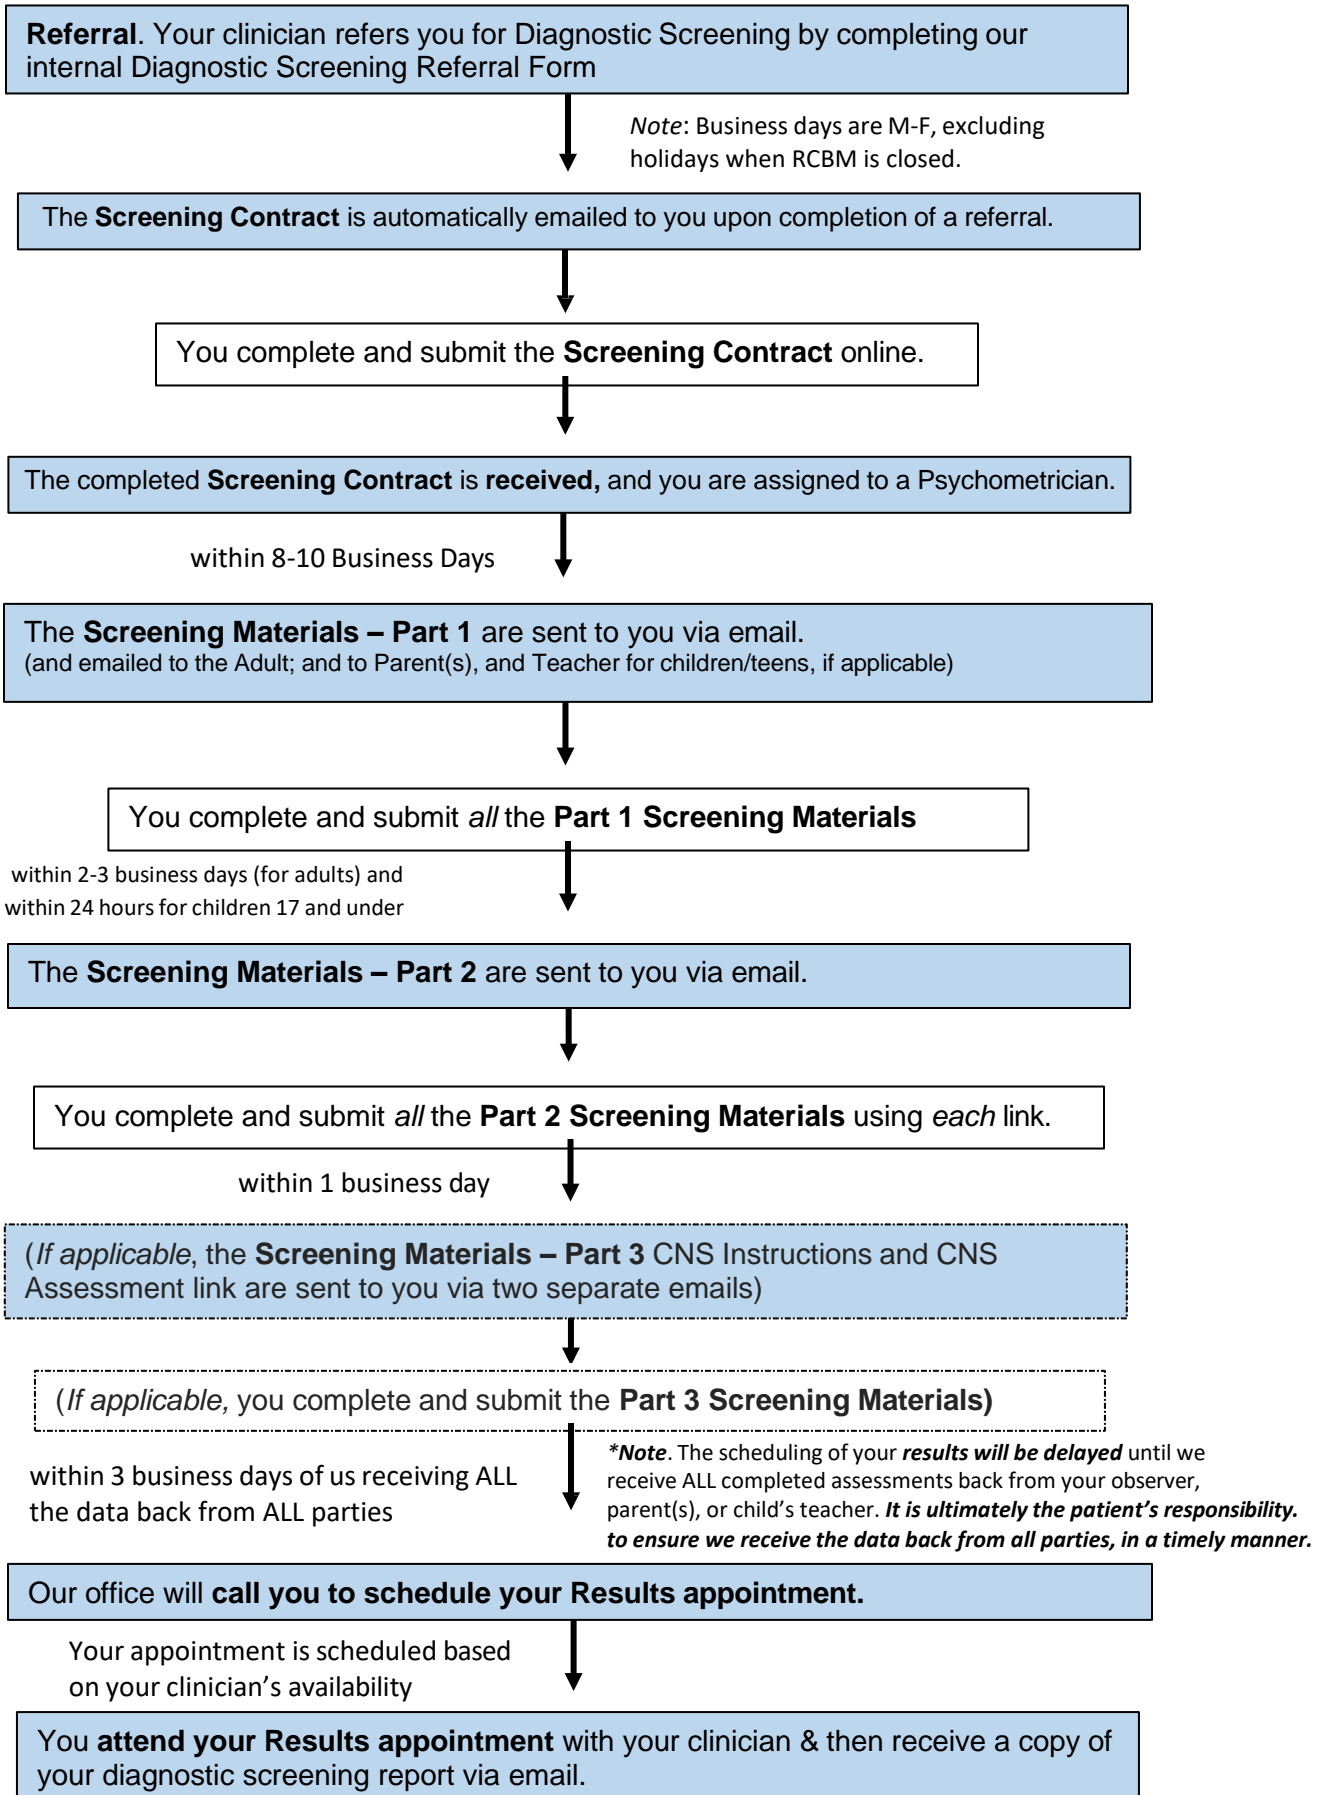 Referral. Your clinician refers you for Diagnostic Screening by completing our
internal Diagnostic Screening Referral Form
Note: Business days are M-F, excluding
holidays when RCBM is closed.
The Screening Contract is automatically emailed to you upon completion of a referral.
You complete and submit the Screening Contract online.
The completed Screening Contract is received, and you are assigned to a Psychometrician.
within 8-10 Business Days
The Screening Materials – Part 1 are sent to you via email.
(and emailed to the Adult; and to Parent(s), and Teacher for children/teens, if applicable)
You complete and submit all the Part 1 Screening Materials
within 2-3 business days (for adults) and
within 24 hours for children 17 and under
The Screening Materials – Part 2 are sent to you via email.
You complete and submit all the Part 2 Screening Materials using each link.
within 1 business day
(If applicable, the Screening Materials – Part 3 CNS Instructions and CNS
Assessment link are sent to you via two separate emails)
(If applicable, you complete and submit the Part 3 Screening Materials)
within 3 business days of us receiving ALL
the data back from ALL parties
*Note. The scheduling of your results will be delayed until we
receive ALL completed assessments back from your observer,
parent(s), or child’s teacher. It is ultimately the patient’s responsibility.
to ensure we receive the data back from all parties, in a timely manner.
Our office will call you to schedule your Results appointment.
Your appointment is scheduled based
on your clinician’s availability
You attend your Results appointment with your clinician & then receive a copy of
your diagnostic screening report via email.